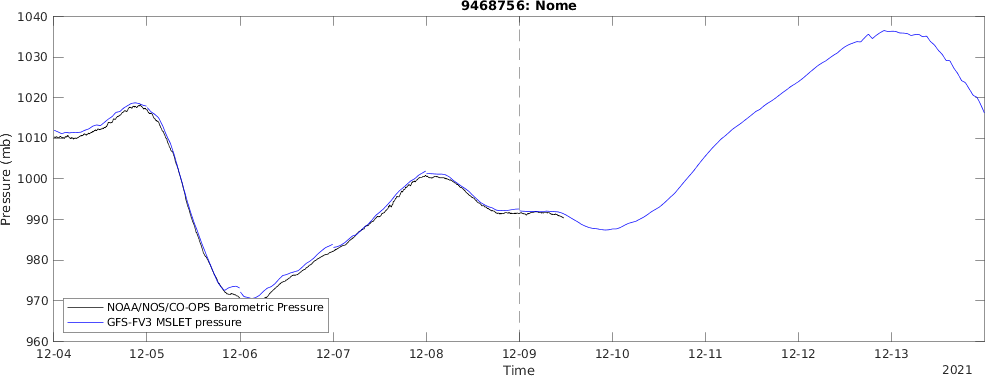 9468756: Nome
1040
1030
1020
1010
1000
990
980
970
960
Pressure (mb)
NOAA/NOS/CO-OPS Barometric Pressure
GFS-FV3 MSLET pressure
12-04 12-05 12-06 12-07 12-08 12-09 12-10 12-11 12-12 12-13
Time
2021